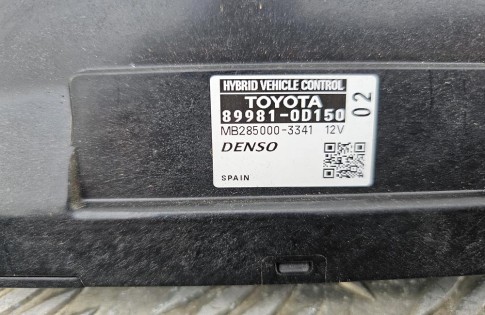 HYBRID VEHICLE CONTROL
TOYOTA
89981-0D150 02
MB285000-3341 12V
DENSO
SPAIN